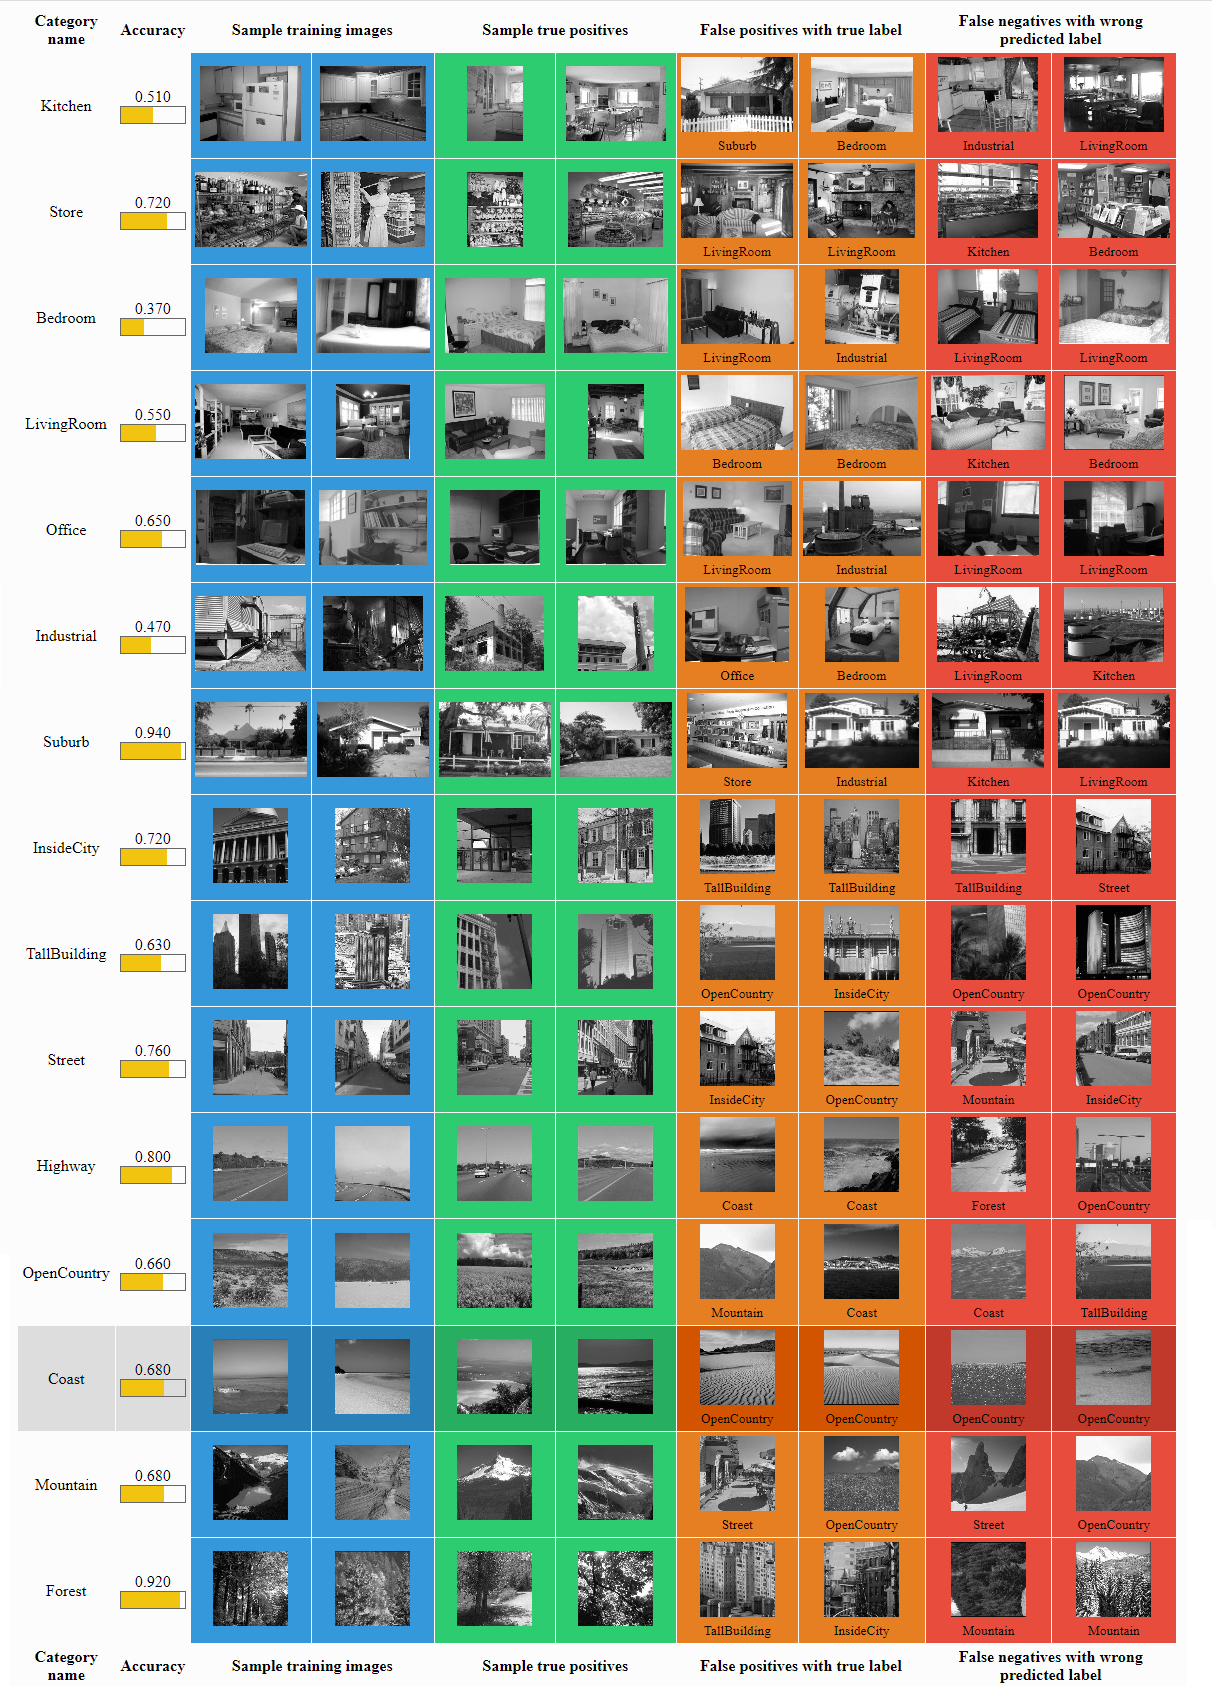 Category name
Accuracy
Sample training images
Sample true positives
False positives with true label
False negatives with wrong predicted label
Kitchen
0.510
Suburb
Bedroom
Industrial
LivingRoom
Store
0.720
LivingRoom
LivingRoom
Kitchen
Bedroom
Bedroom
0.370
LivingRoom
Industrial
LivingRoom
LivingRoom
LivingRoom
0.550
Bedroom
Bedroom
Kitchen
Bedroom
Office
0.650
LivingRoom
Industrial
LivingRoom
LivingRoom
Industrial
0.470
Office
Bedroom
LivingRoom
Kitchen
Suburb
0.940
Store
Industrial
Kitchen
LivingRoom
InsideCity
0.720
TallBuilding
TallBuilding
TallBuilding
Street
TallBuilding
0.630
OpenCountry
InsideCity
OpenCountry
OpenCountry
Street
0.760
InsideCity
OpenCountry
Mountain
InsideCity
Highway
0.800
Coast
Coast
Forest
OpenCountry
OpenCountry
0.660
Mountain
Coast
Coast
TallBuilding
Coast
0.680
OpenCountry
OpenCountry
OpenCountry
OpenCountry
Mountain
0.680
Street
OpenCountry
Street
OpenCountry
Forest
0.920
TallBuilding
InsideCity
Mountain
Mountain
Category name
Accuracy
Sample training images
Sample true positives
False positives with true label
False negatives with wrong predicted label